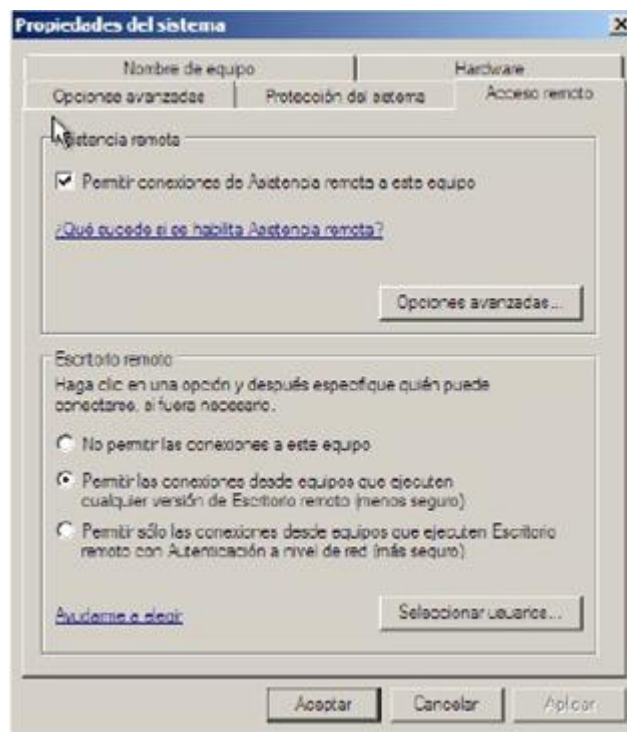 Propiedades del sistema
Nombre de equipo
Hardware
Opciones avanzadas
Protección del sistema
Acceso remoto
Asistencia remota
Permitir conexiones de Asistencia remota a este equipo
¿Qué sucede si se habilita Asistencia remota?
Opciones avanzadas...
Escritorio remoto
Haga clic en una opción y después especifique quién puede
conectarse, si fuera necesario.
No permitir las conexiones a este equipo
Permitir las conexiones desde equipos que ejecuten
cualquier versión de Escritorio remoto (menos seguro)
Permitir sólo las conexiones desde equipos que ejecuten Escritorio
remoto con Autenticación a nivel de red (más seguro)
Ayudarme a elegir
Seleccionar usuarios...
Aceptar
Cancelar
Aplicar